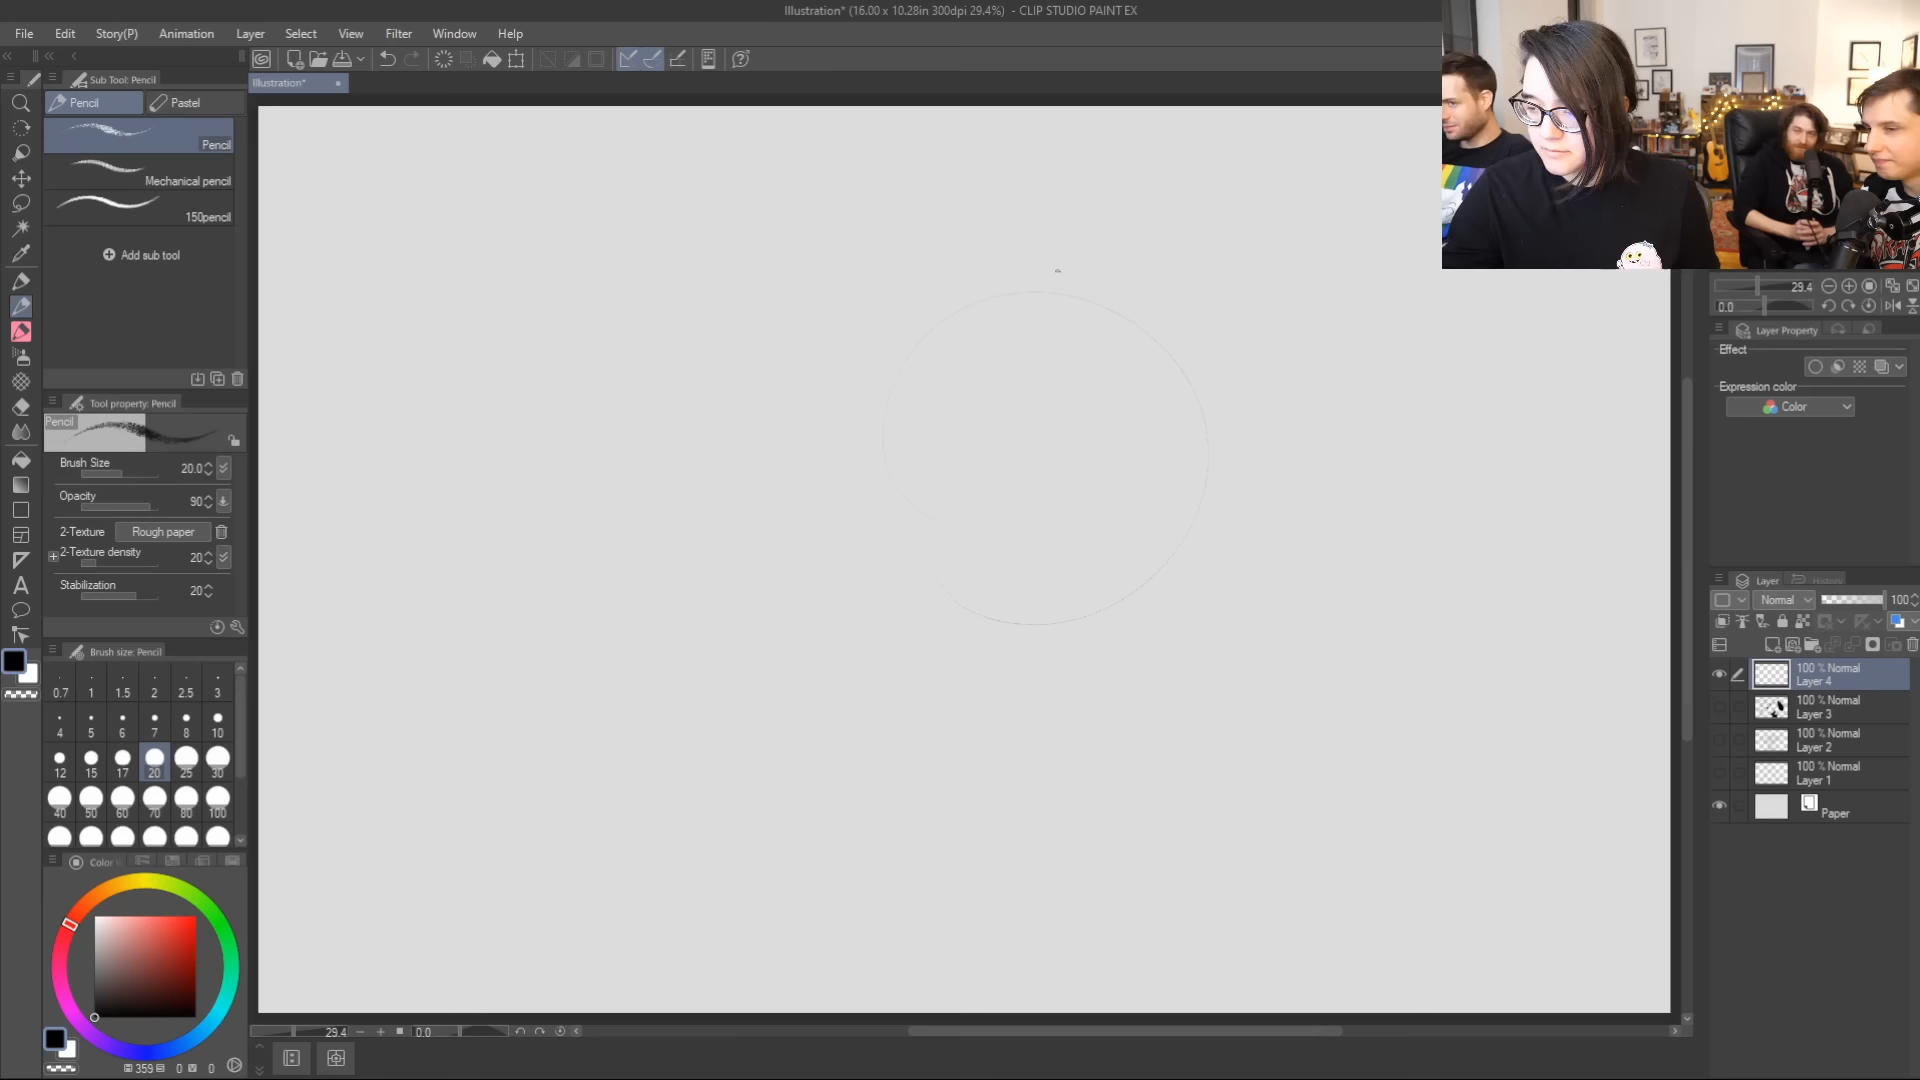 Illustration* (16.00 x 10.28in 300dpi 29.4%) - CLIP STUDIO PAINT EX
File Edit Story(P) Animation Layer Select View Filter Window Help
Sub Tool: Pencil
Illustration*
Pencil Pastel
Pencil
Mechanical pencil
150pencil
Add sub tool
Tool property: Pencil
Pencil
Brush Size 20.0
Opacity 90
2-Texture Rough paper
2-Texture density 20
Stabilization 20
Brush size: Pencil
0.7 1 1.5 2 2.5 3
4 5 6 7 8 10
12 15 17 20 25 30
40 50 60 70 80 100
Color
359 0 0
29.4 0.0
29.4
0.0
Layer Property
Effect
Expression color
Color
Layer History
Normal 100
100 % Normal
Layer 4
100 % Normal
Layer 3
100 % Normal
Layer 2
100 % Normal
Layer 1
Paper